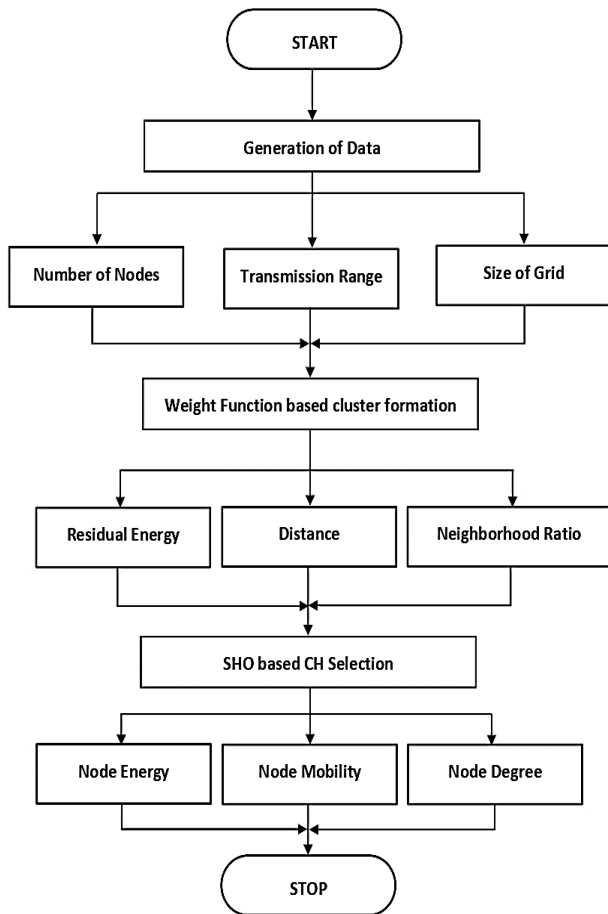 START
Generation of Data
Number of Nodes
Transmission Range
Size of Grid
Weight Function based cluster formation
Residual Energy
Distance
Neighborhood Ratio
SHO based CH Selection
Node Energy
Node Mobility
Node Degree
STOP